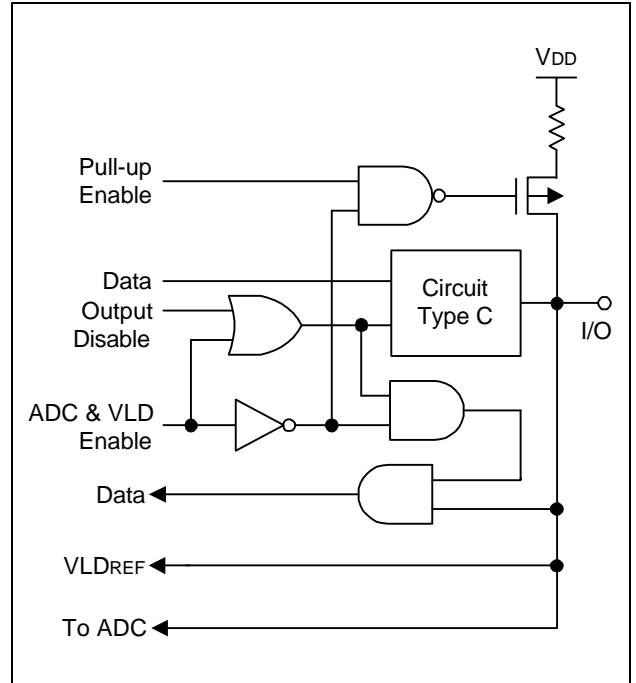 VDD
Pull-up
Enable
Data
Circuit
Type C
Output
Disable
I/O
ADC & VLD
Enable
Data
VLDREF
To ADC